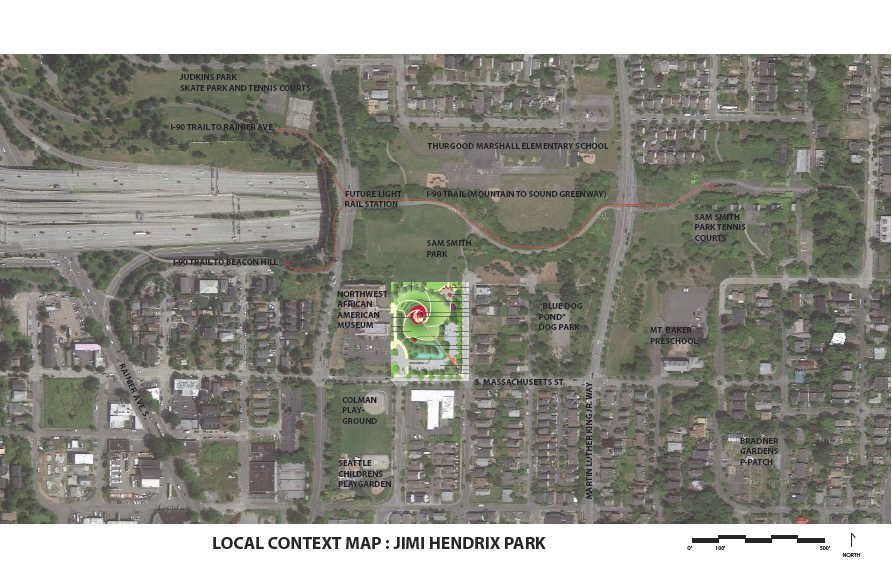 JUDKINS PARK
SKATE PARK AND TENNIS COURTS
I-90 TRAIL TO RAINIER AVE.
THURGOOD MARSHALL ELEMENTARY SCHOOL
FUTURE LIGHT
RAIL STATION
I-90 TRAIL (MOUNTAIN TO SOUND GREENWAY)
SAM SMITH
PARK TENNIS
COURTS
SAM SMITH
PARK
I-90 TRAIL TO BEACON HILL
NORTHWEST
AFRICAN
AMERICAN
MUSEUM
"BLUE DOG
POND"
DOG PARK
MT. BAKER
PRESCHOOL
RAINIER AVE S.
S. MASSACHUSETTS ST.
MARTIN LUTHER KING JR. WAY
COLMAN
PLAY-
GROUND
BRADNER
GARDENS
P-PATCH
SEATTLE
CHILDRENS
PLAYGARDEN
LOCAL CONTEXT MAP : JIMI HENDRIX PARK
0' 100' 500'
NORTH